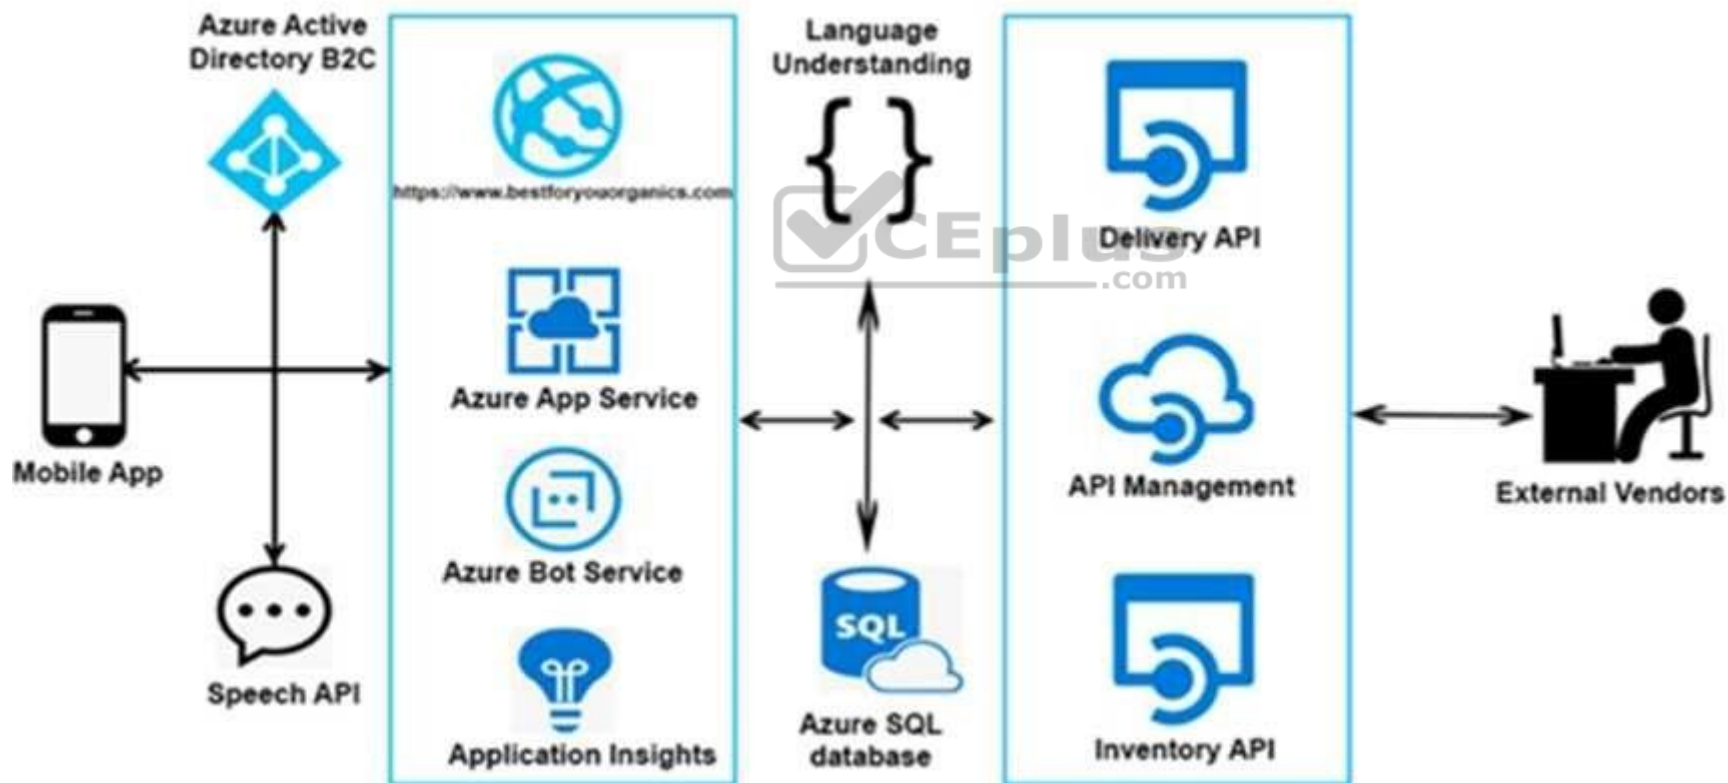 Azure Active
Directory B2C
Mobile App
Speech API
https://www.bestforyouorganics.com
Azure App Service
Azure Bot Service
Application Insights
Language
Understanding
{ }
CEplus
.com
SQL
Azure SQL
database
Delivery API
API Management
Inventory API
External Vendors